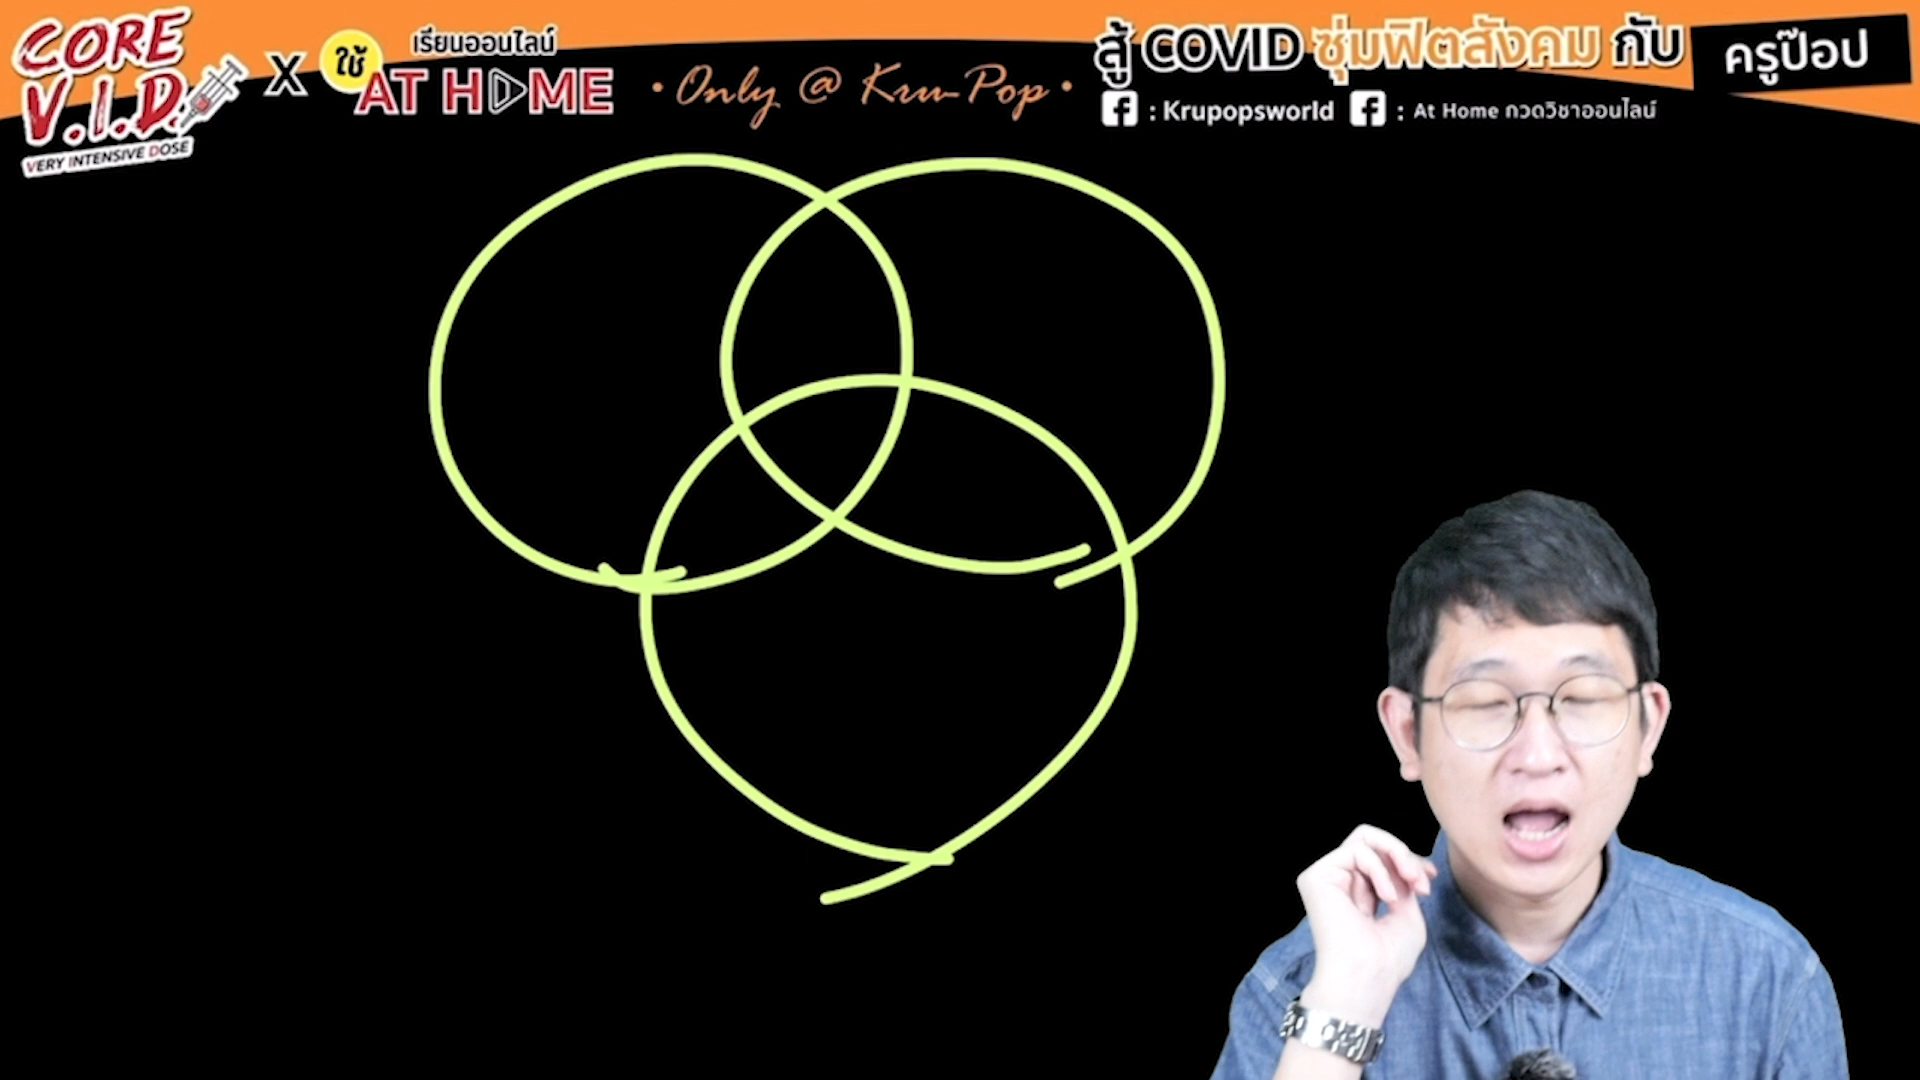 CORE
V.I.D.
VERY INTENSIVE DOSE
X
ใช้
เรียนออนไลน์
AT HOME
• Only @ Kru-Pop •
สู้ COVID ซุ่มฟิตสังคม กับ ครูป๊อป
: Krupopsworld
: At Home กวดวิชาออนไลน์